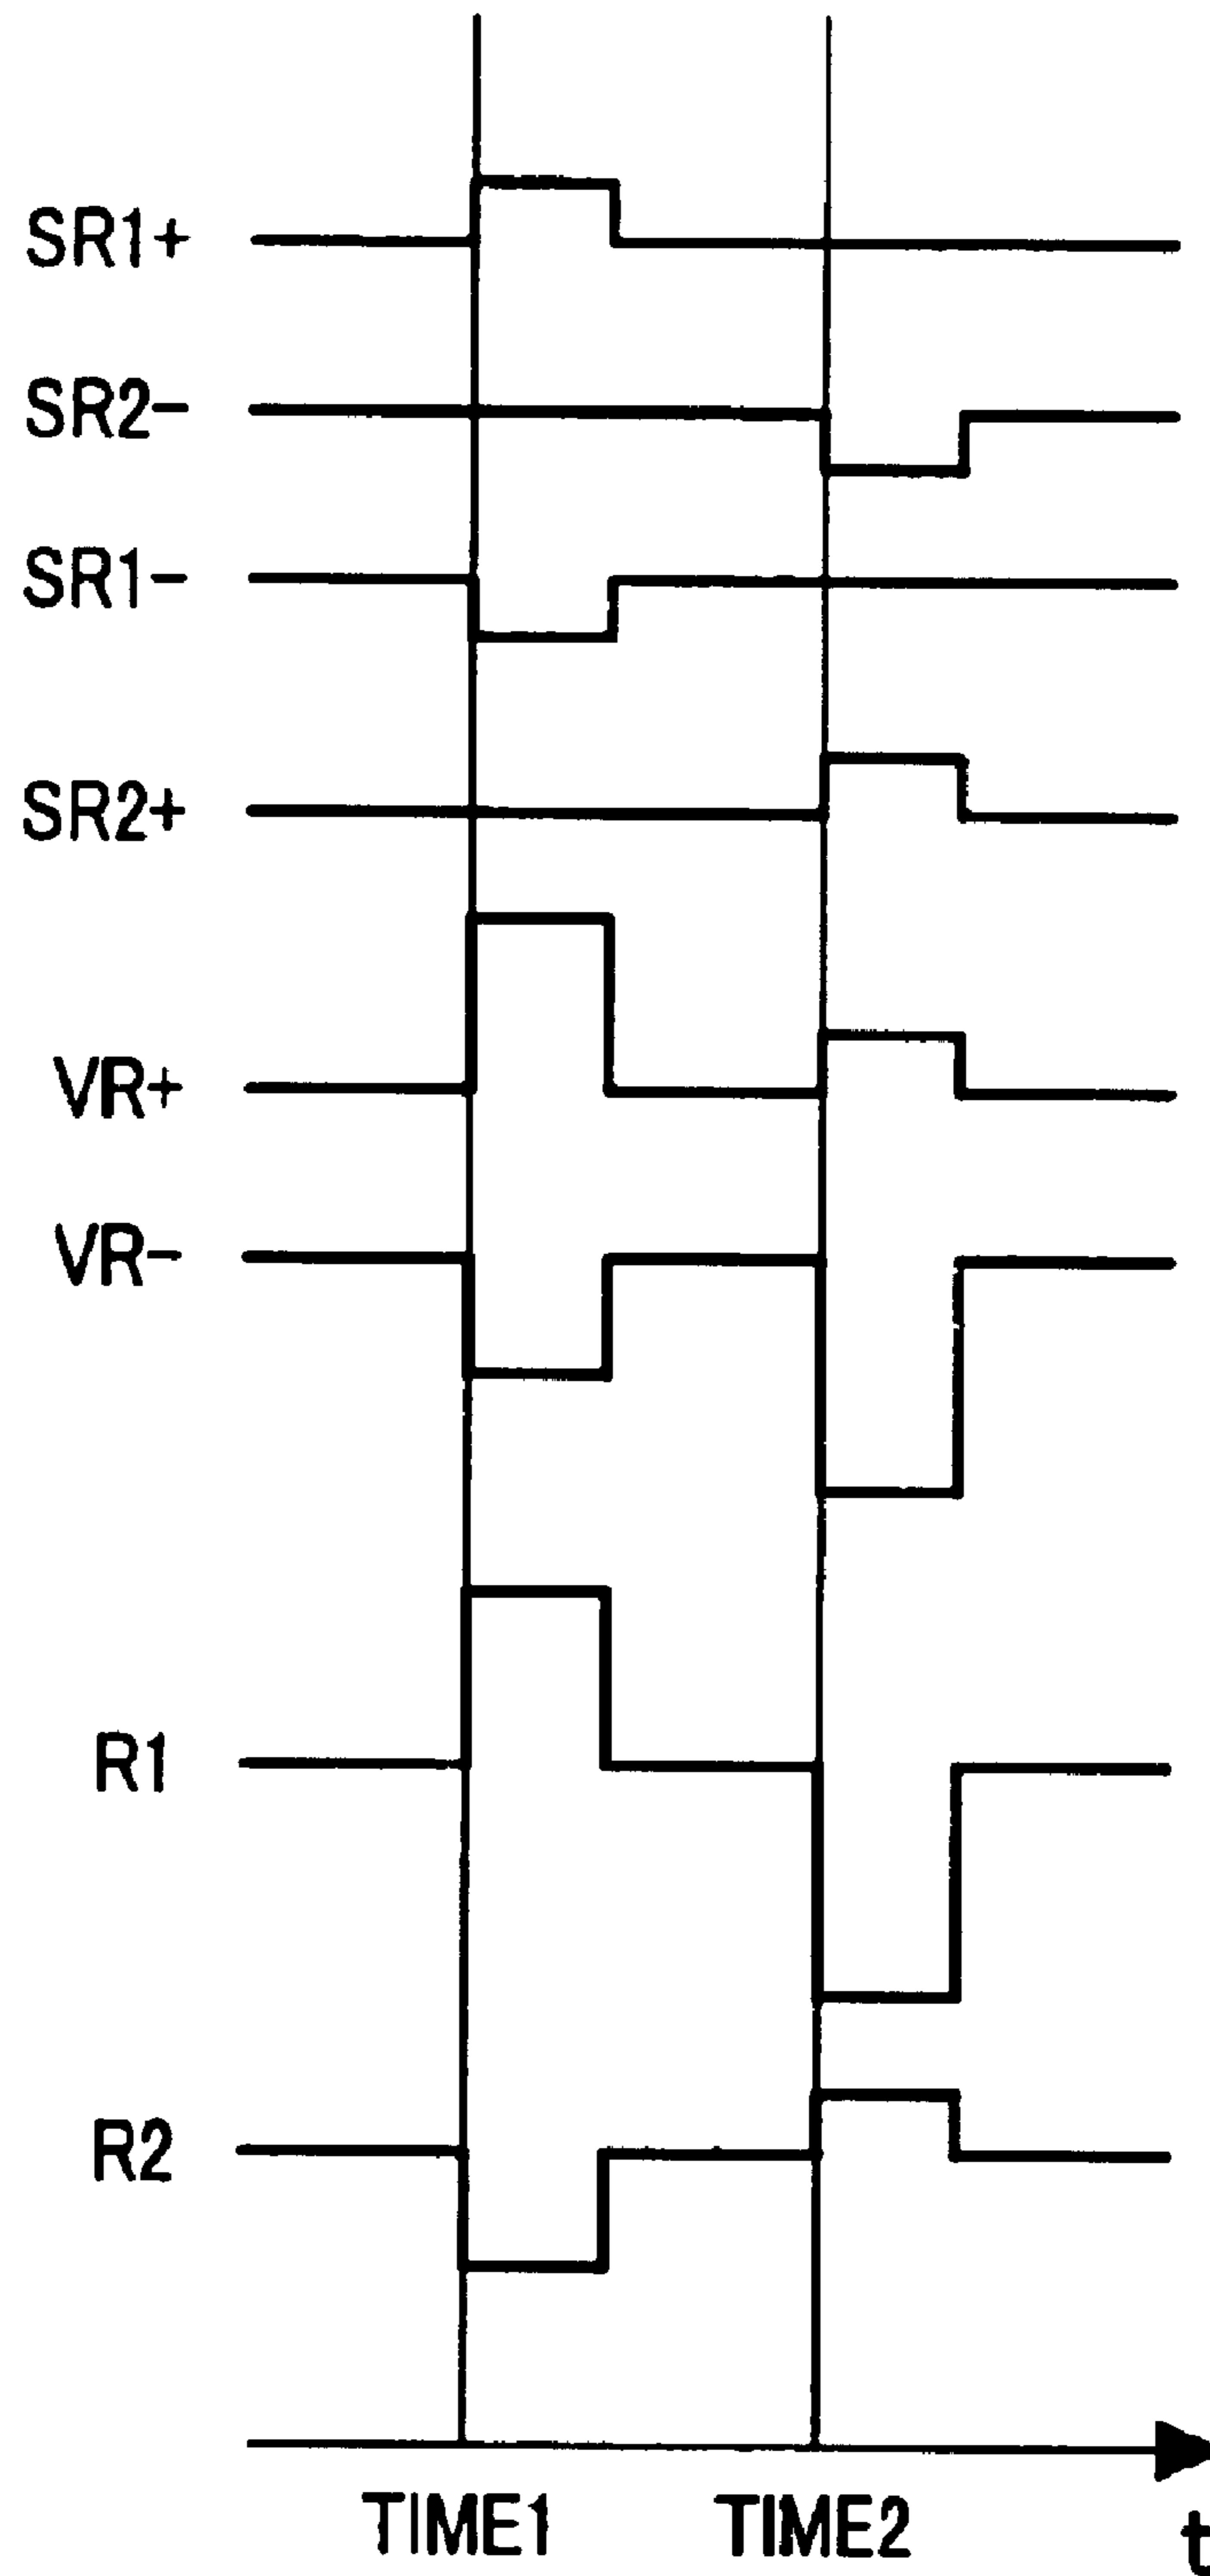 SR1+
SR2-
SR1-
SR2+
VR+
VR-
R1
R2
TIME1 TIME2 t